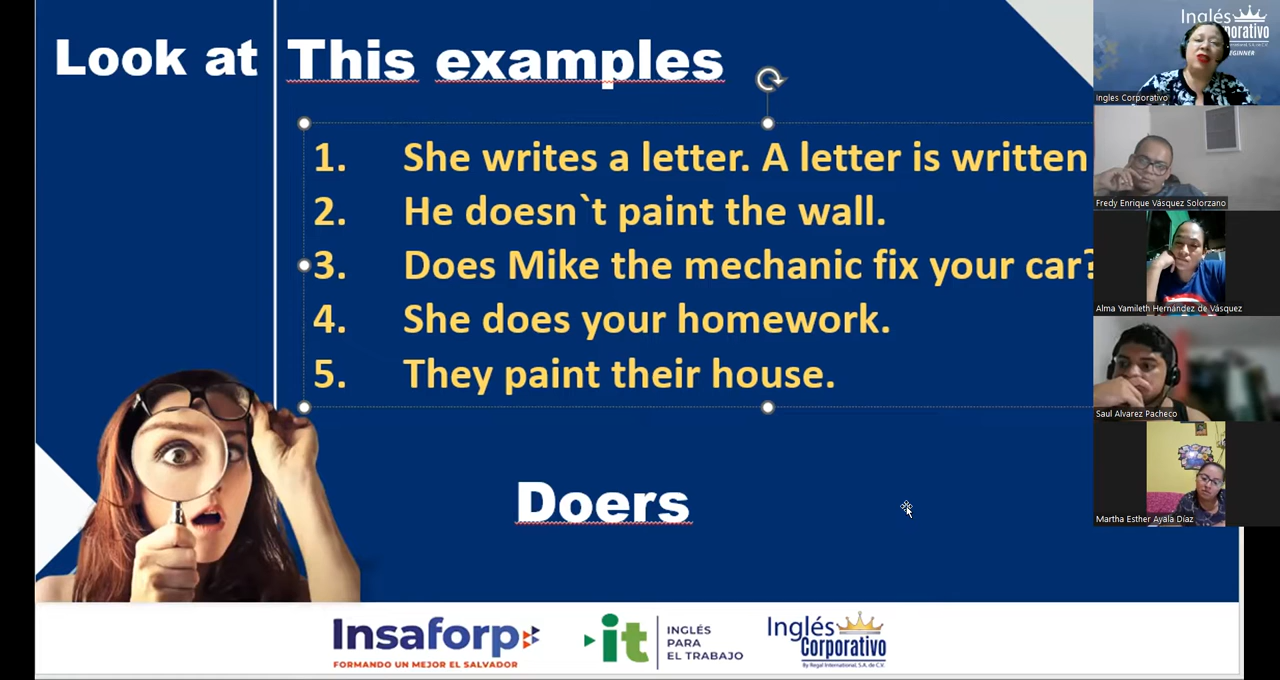 Look at This examples
1. She writes a letter. A letter is written
2. He doesn`t paint the wall.
3. Does Mike the mechanic fix your car?
4. She does your homework.
5. They paint their house.
Doers
Insaforp
FORMANDO UN MEJOR EL SALVADOR
it
INGLÉS
PARA
EL TRABAJO
Inglés
Corporativo
By Regal International, S.A. de C.V.
Inglés
Ingles Corporativo
Fredy Enrique Vásquez Solorzano
Alma Yamileth Hernández de Vásquez
Saul Alvarez Pacheco
Martha Esther Ayala Díaz